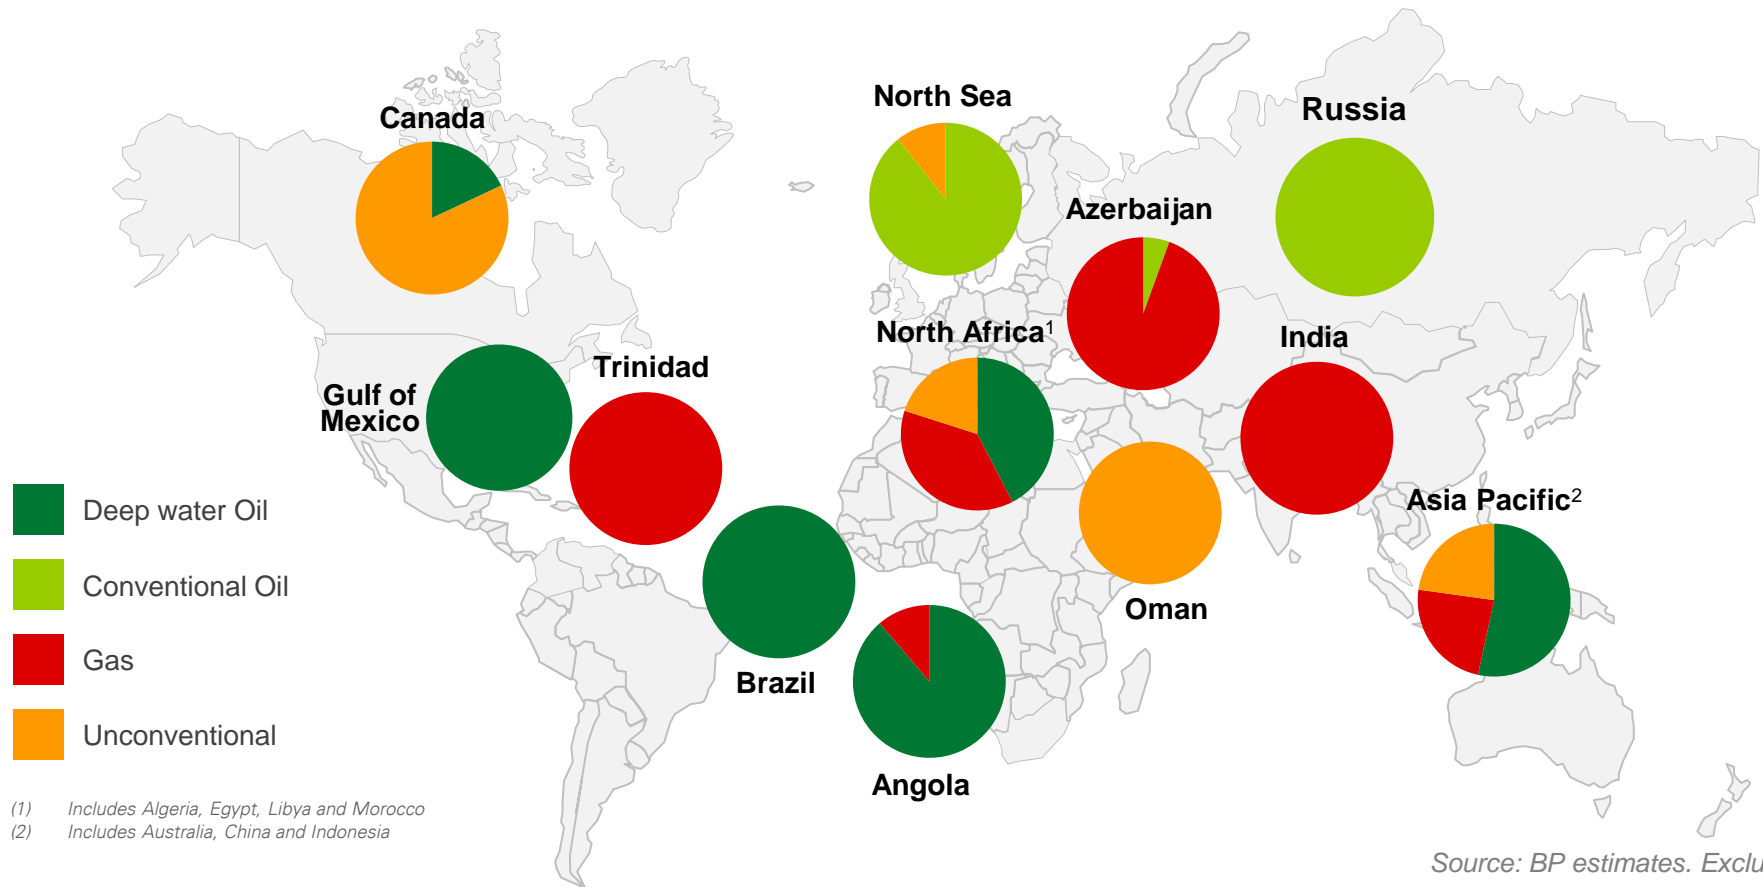 North Sea
Russia
Canada
Azerbaijan
North Africa1
India
Trinidad
Gulf of
Mexico
Asia Pacific2
Deep water Oil
Conventional Oil
Oman
Gas
Brazil
Unconventional
Angola
(1) Includes Algeria, Egypt, Libya and Morocco
(2) Includes Australia, China and Indonesia
Source: BP estimates. Exclu